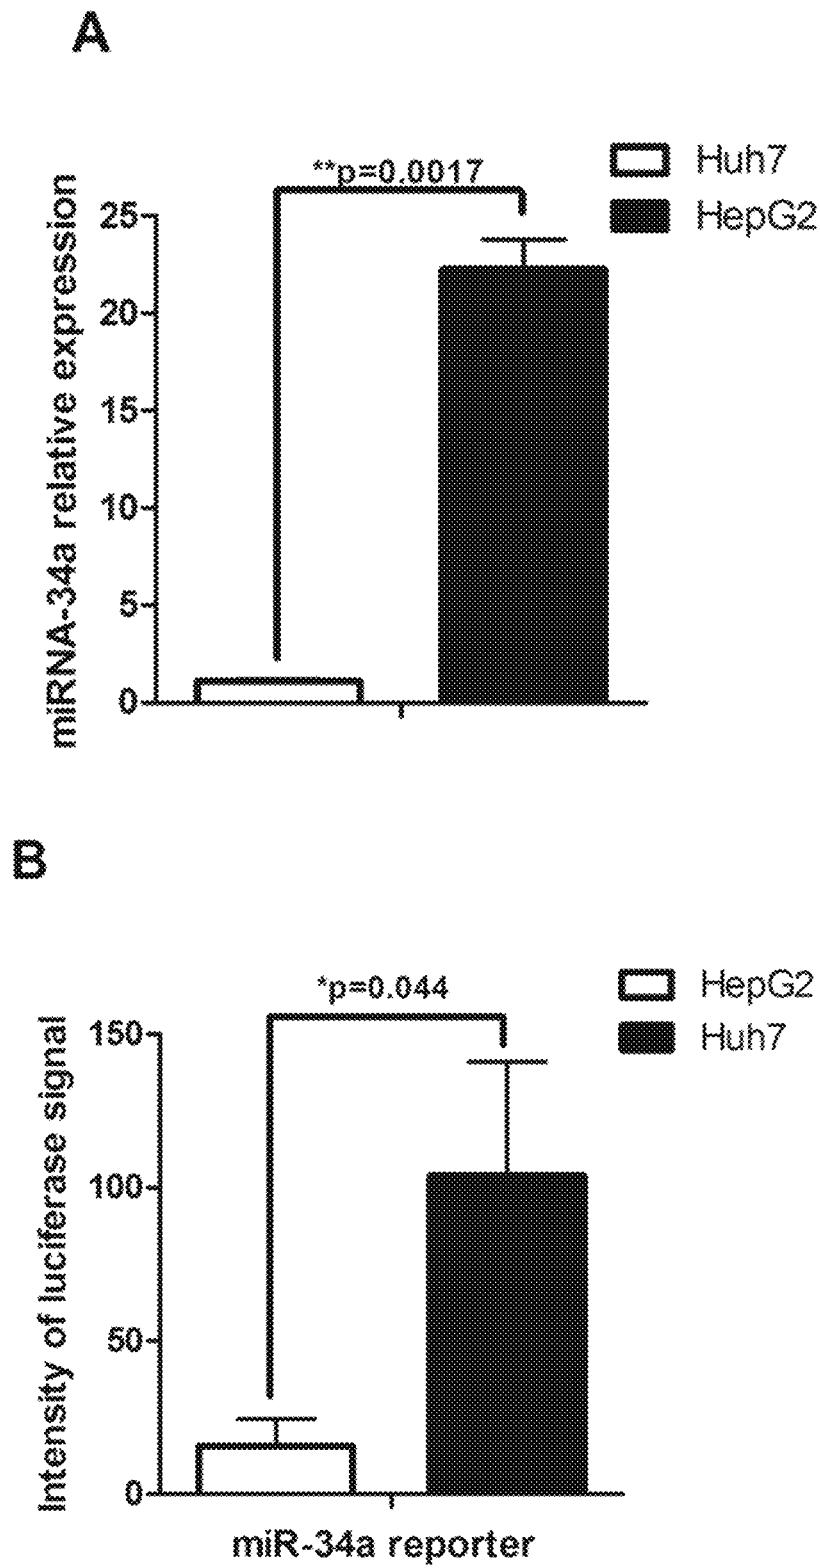 A
**p=0.0017
Huh7
HepG2
miRNA-34a relative expression
25
20
15
10
5
0
B
*p=0.044
HepG2
Huh7
Intensity of luciferase signal
150
100
50
0
miR-34a reporter